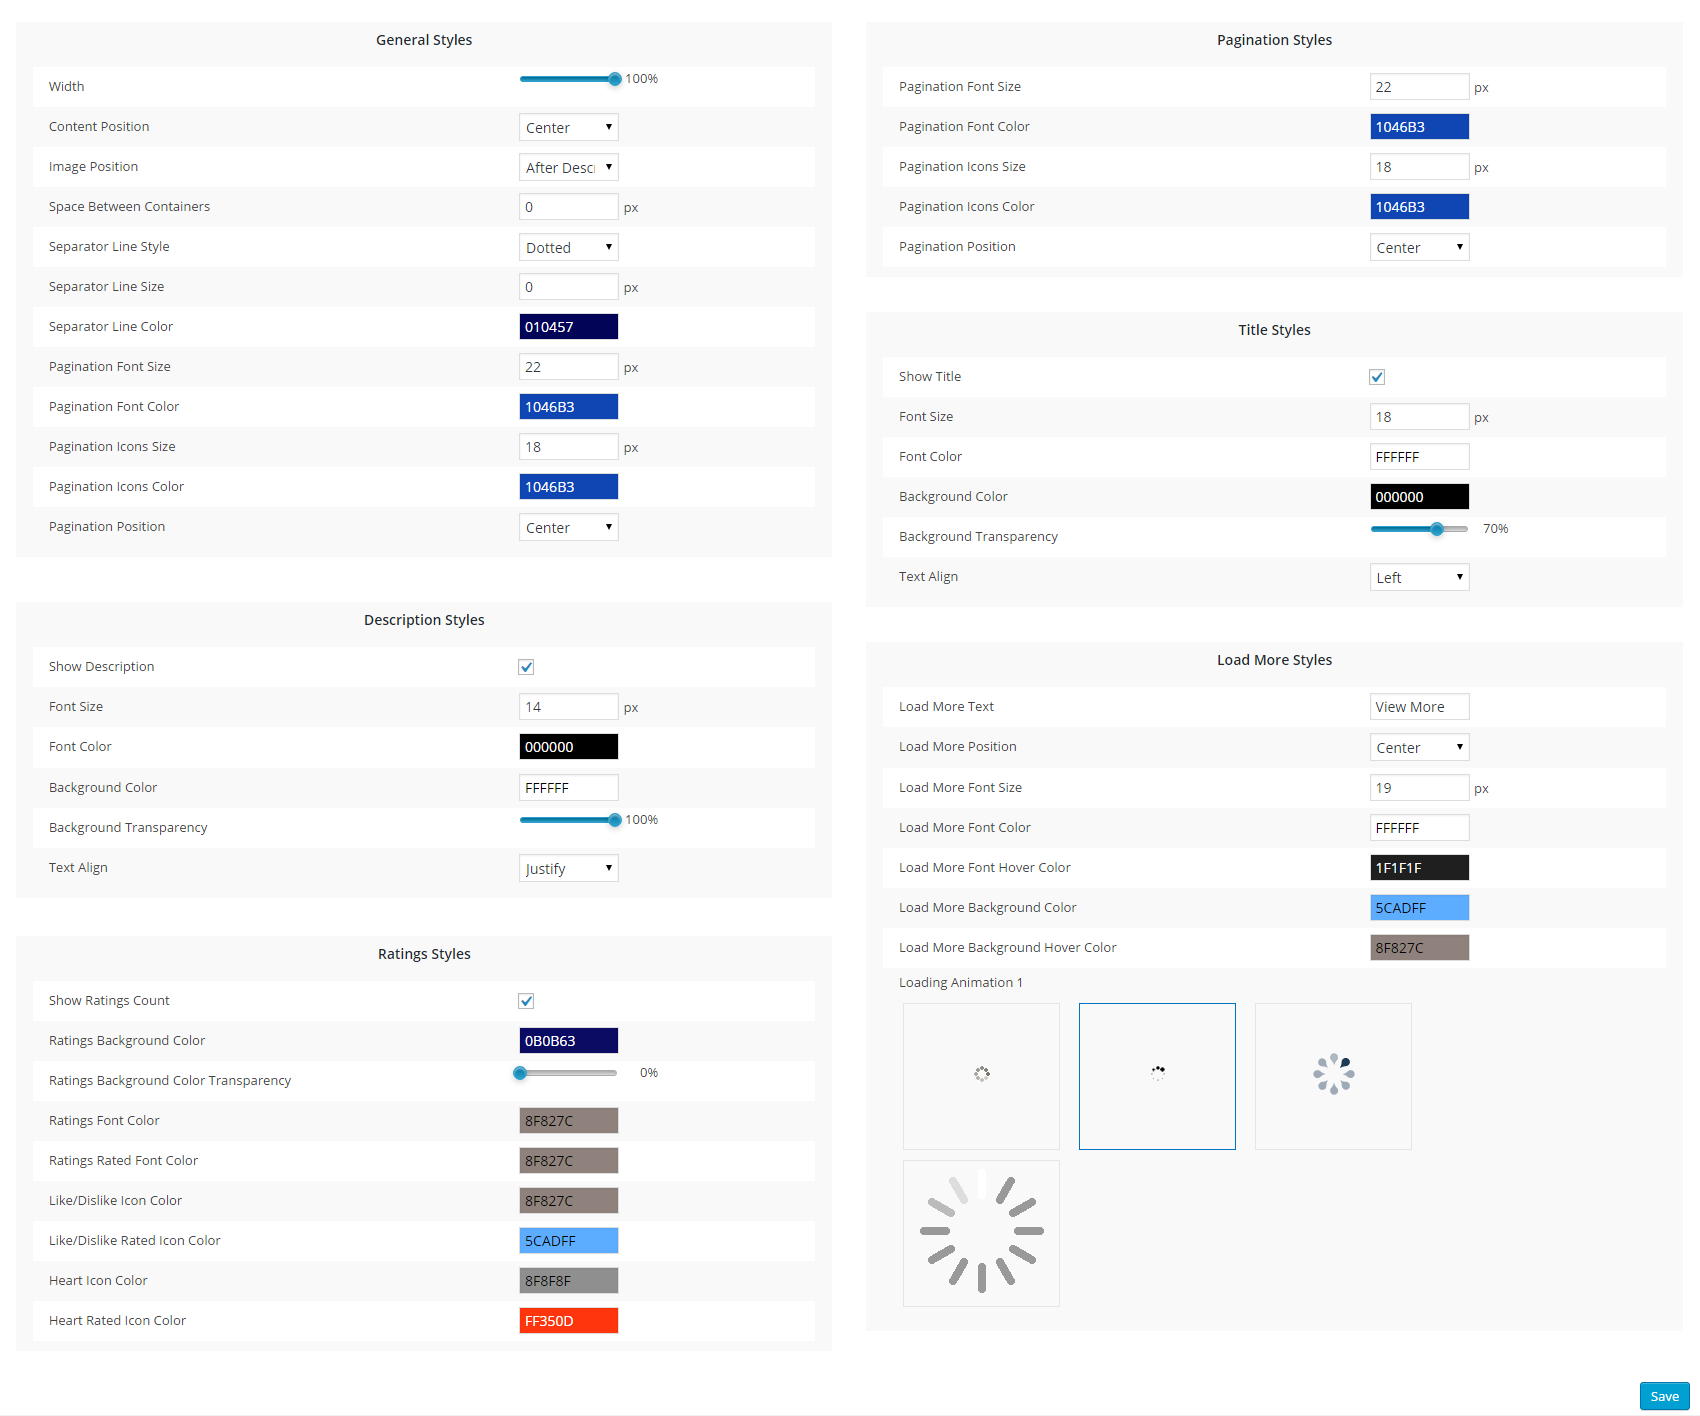 General Styles
Width 100%
Content Position Center
Image Position After Desc
Space Between Containers 0 px
Separator Line Style Dotted
Separator Line Size 0 px
Separator Line Color 010457
Pagination Font Size 22 px
Pagination Font Color 1046B3
Pagination Icons Size 18 px
Pagination Icons Color 1046B3
Pagination Position Center
Description Styles
Show Description
Font Size 14 px
Font Color 000000
Background Color FFFFFF
Background Transparency 100%
Text Align Justify
Ratings Styles
Show Ratings Count
Ratings Background Color 0B0B63
Ratings Background Color Transparency 0%
Ratings Font Color 8F827C
Ratings Rated Font Color 8F827C
Like/Dislike Icon Color 8F827C
Like/Dislike Rated Icon Color 5CADFF
Heart Icon Color 8F8F8F
Heart Rated Icon Color FF350D
Pagination Styles
Pagination Font Size 22 px
Pagination Font Color 1046B3
Pagination Icons Size 18 px
Pagination Icons Color 1046B3
Pagination Position Center
Title Styles
Show Title
Font Size 18 px
Font Color FFFFFF
Background Color 000000
Background Transparency 70%
Text Align Left
Load More Styles
Load More Text View More
Load More Position Center
Load More Font Size 19 px
Load More Font Color FFFFFF
Load More Font Hover Color 1F1F1F
Load More Background Color 5CADFF
Load More Background Hover Color 8F827C
Loading Animation 1
Save